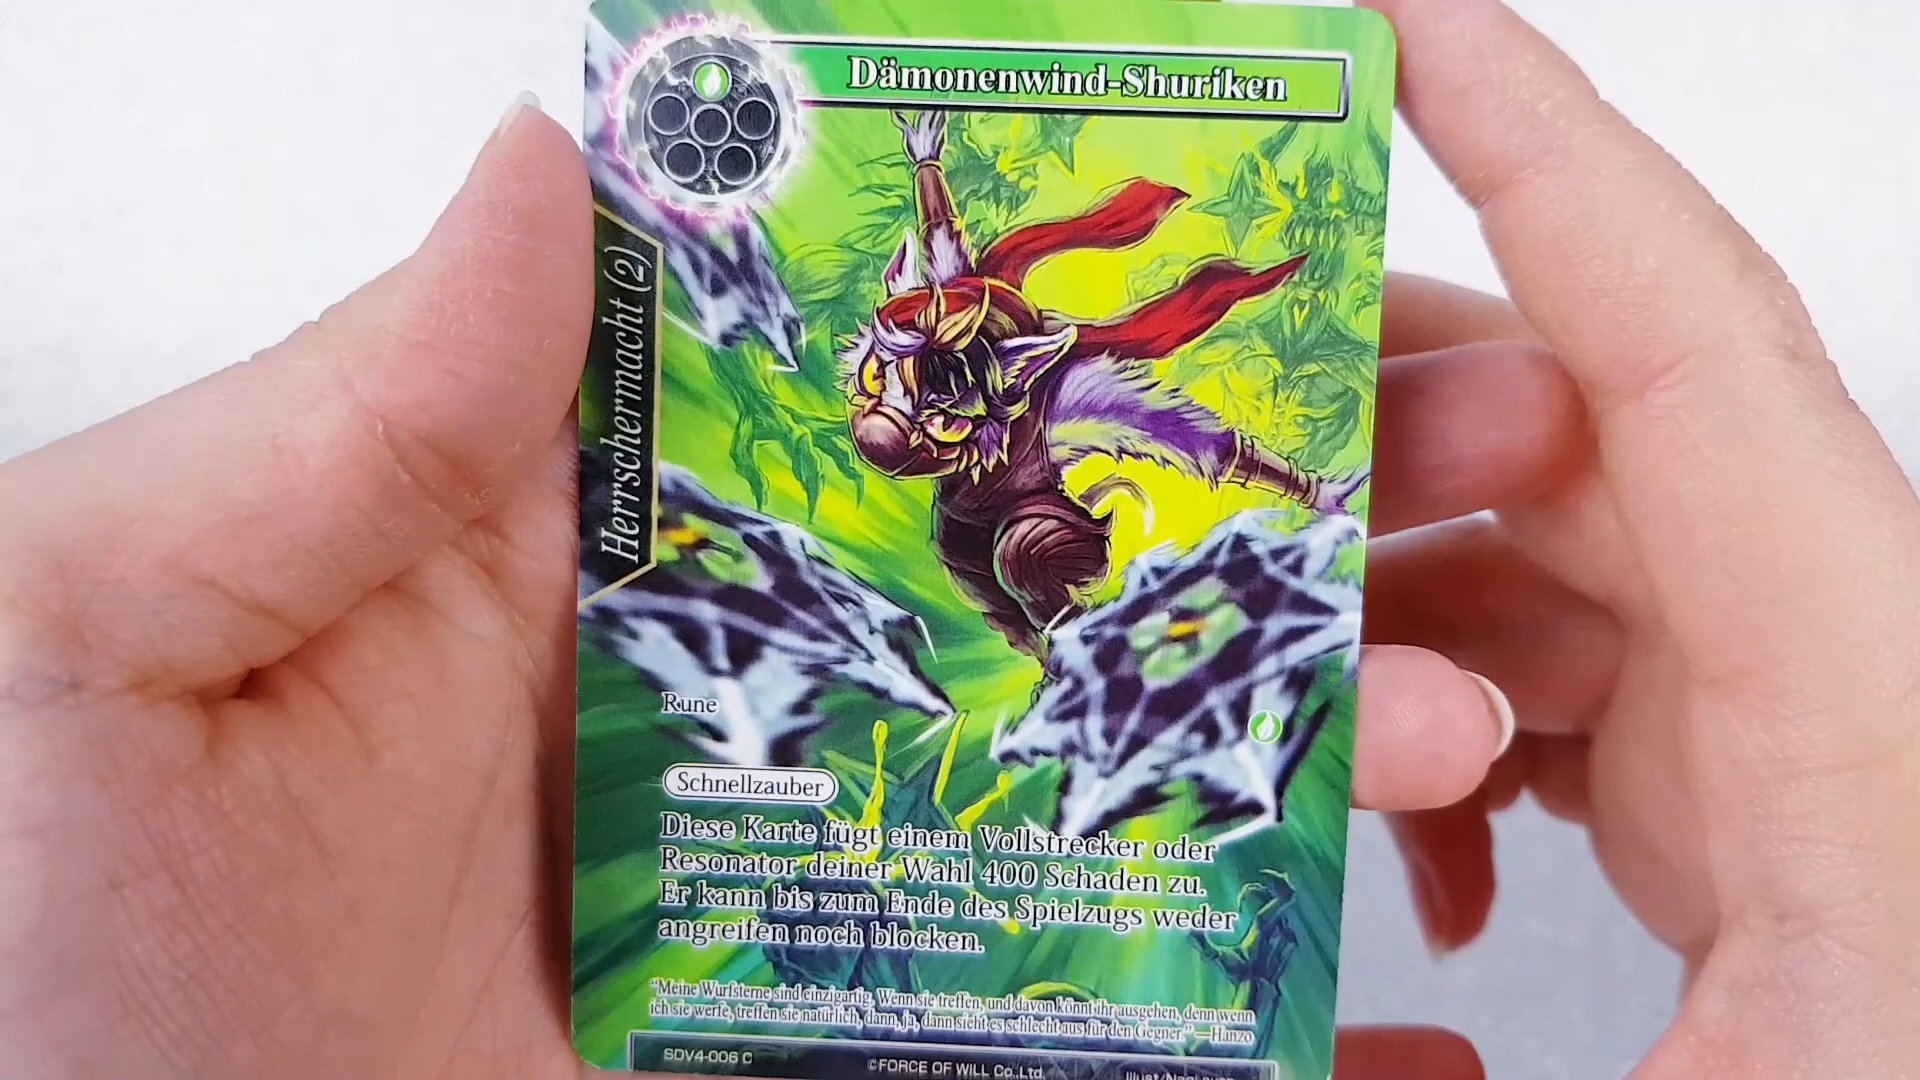 Dämonenwind-Shuriken
Herrschermacht (2)
Rune
Schnellzauber
Diese Karte fügt einem Vollstrecker oder
Resonator deiner Wahl 400 Schaden zu.
Er kann bis zum Ende des Spielzugs weder
angreifen noch blocken.
“Meine Wurfsterne sind einzigartig. Wenn sie treffen, und davon könnt ihr ausgehen, denn wenn
ich sie werfe, treffen sie natürlich, dann, ja, dann sieht es schlecht aus für den Gegner.” —Hanzo
SDV4-006 C
©FORCE OF WILL Co.,Ltd.